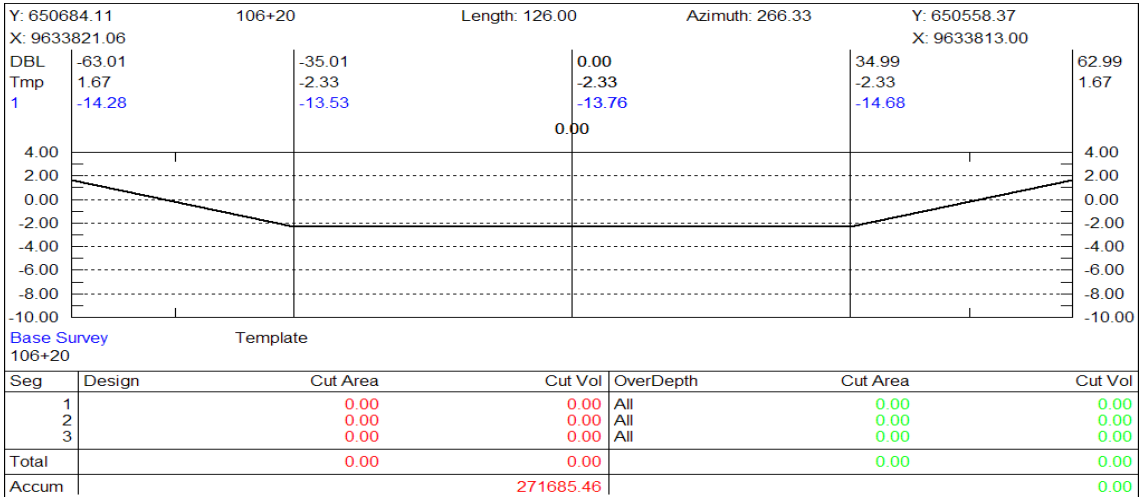 Y: 650684.11 106+20 Length: 126.00 Azimuth: 266.33 Y: 650558.37
X: 9633821.06 X: 9633813.00
DBL -63.01 -35.01 0.00 34.99 62.99
Tmp 1.67 -2.33 -2.33 -2.33 1.67
1 -14.28 -13.53 -13.76 -14.68
0.00
4.00 4.00
2.00 2.00
0.00 0.00
-2.00 -2.00
-4.00 -4.00
-6.00 -6.00
-8.00 -8.00
-10.00 -10.00
Base Survey Template
106+20
Seg Design Cut Area Cut Vol OverDepth Cut Area Cut Vol
1 0.00 0.00 All 0.00 0.00
2 0.00 0.00 All 0.00 0.00
3 0.00 0.00 All 0.00 0.00
Total 0.00 0.00 0.00 0.00
Accum 271685.46 0.00